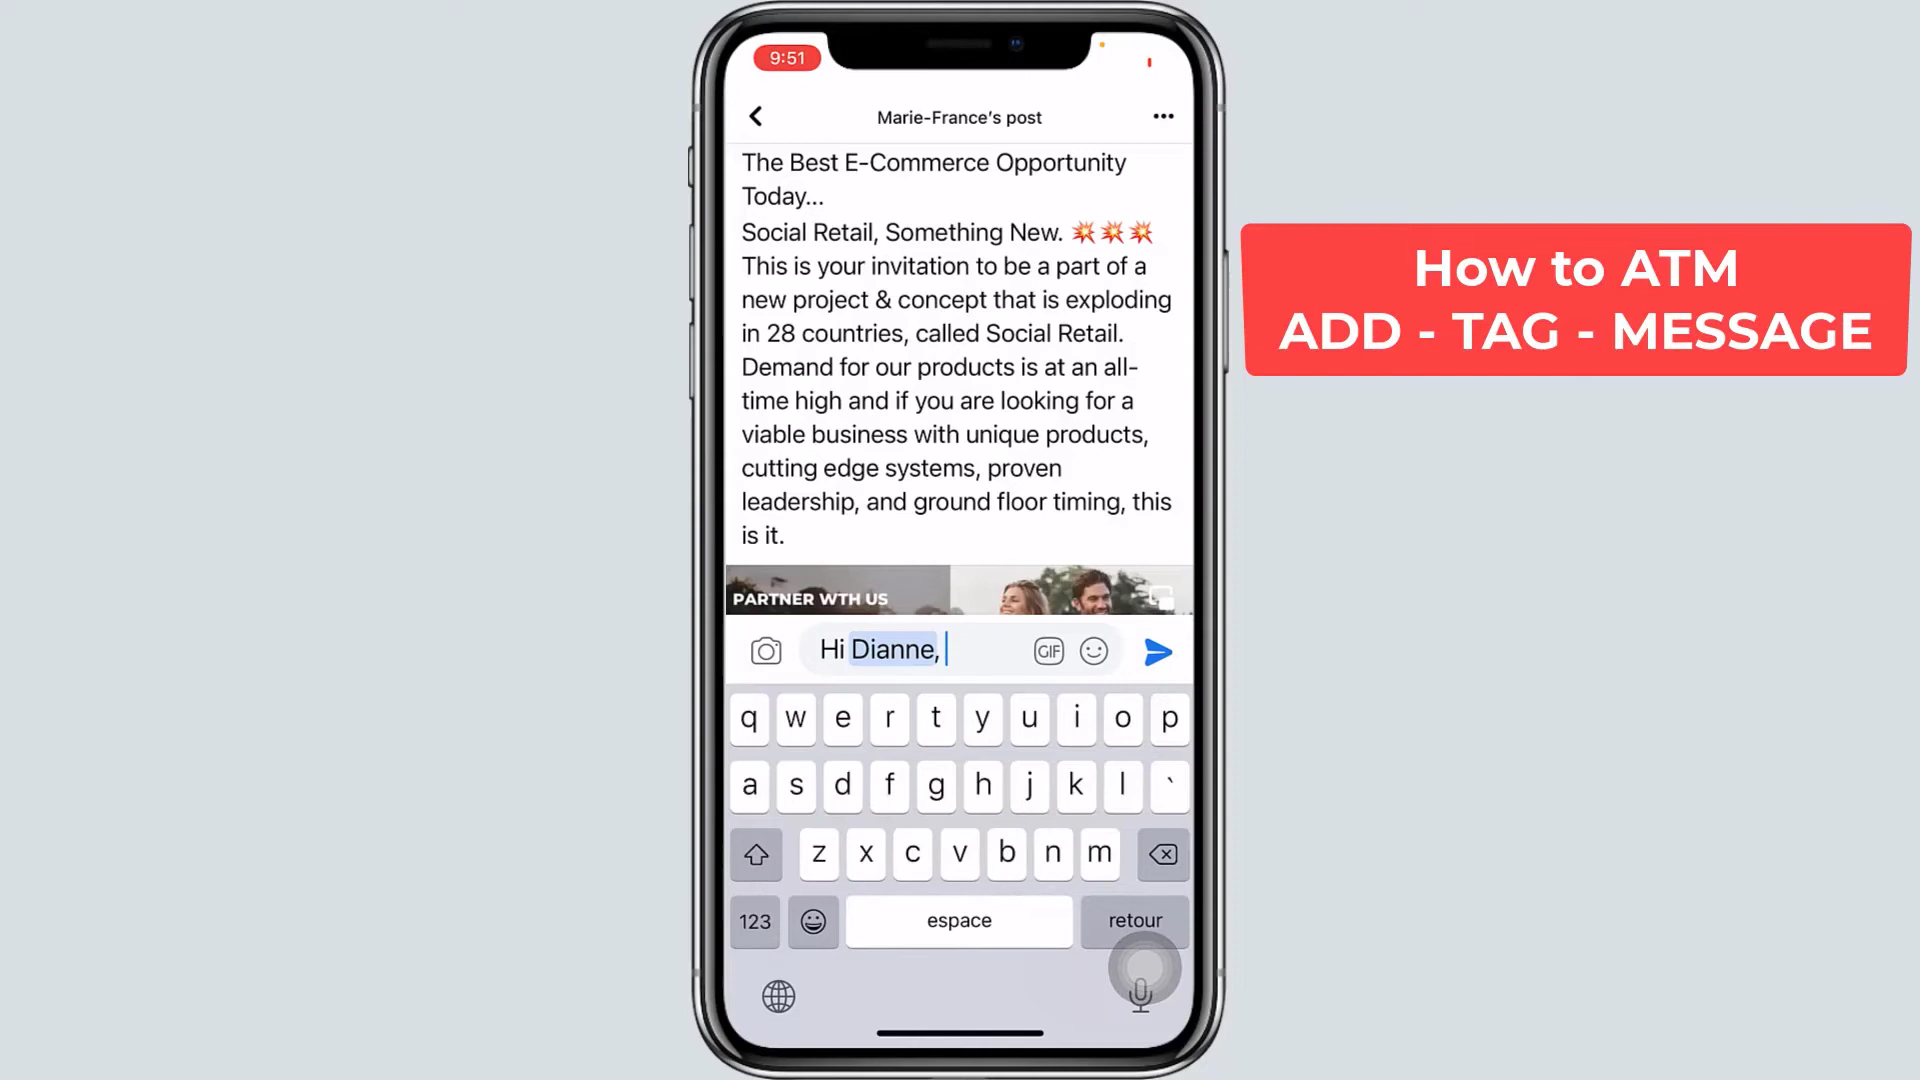 9:51
Marie-France's post
The Best E-Commerce Opportunity
Today...
Social Retail, Something New. 💥💥💥
This is your invitation to be a part of a
new project & concept that is exploding
in 28 countries, called Social Retail.
Demand for our products is at an all-
time high and if you are looking for a
viable business with unique products,
cutting edge systems, proven
leadership, and ground floor timing, this
is it.
PARTNER WTH US
Hi Dianne,
GIF
q w e r t y u i o p
a s d f g h j k l `
z x c v b n m
123 espace retour
How to ATM
ADD - TAG - MESSAGE